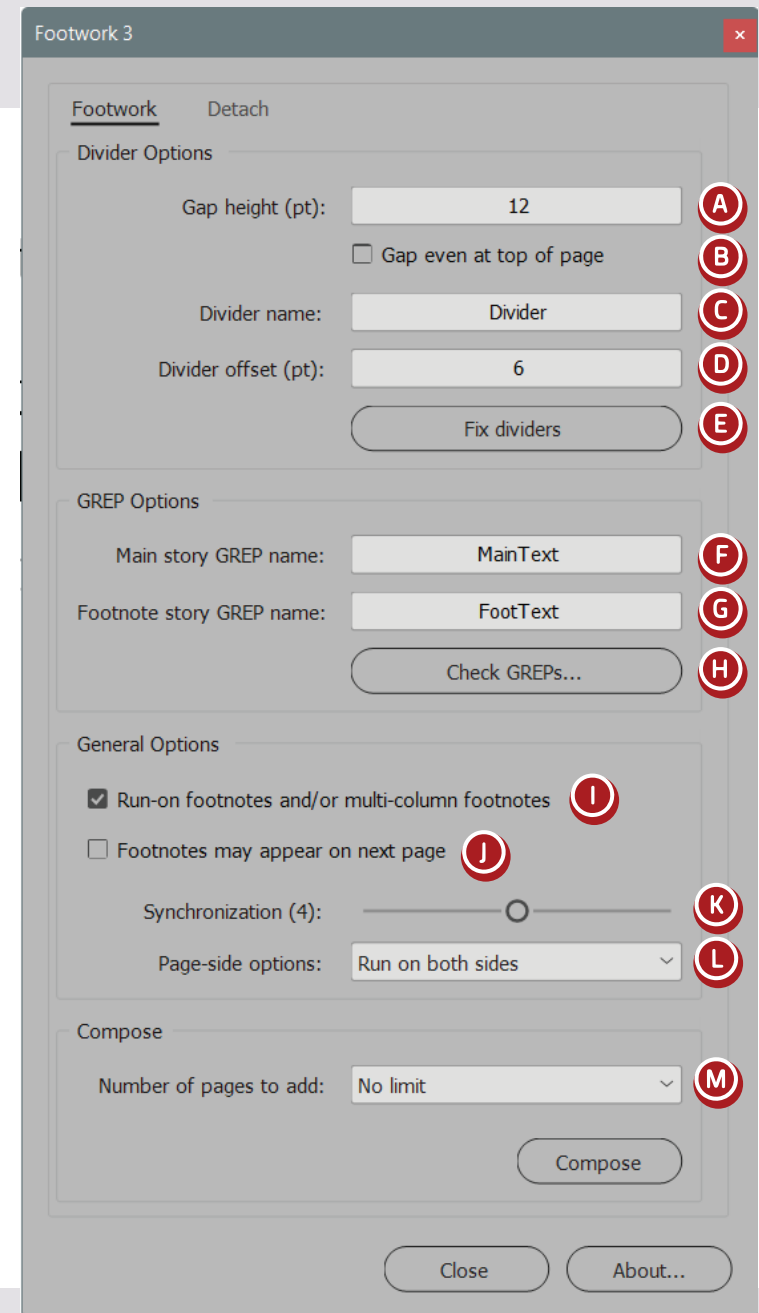 Footwork 3 ×
Footwork Detach
Divider Options
Gap height (pt): 12 A
Gap even at top of page B
Divider name: Divider C
Divider offset (pt): 6 D
Fix dividers E
GREP Options
Main story GREP name: MainText F
Footnote story GREP name: FootText G
Check GREPs... H
General Options
Run-on footnotes and/or multi-column footnotes I
Footnotes may appear on next page J
Synchronization (4): K
Page-side options: Run on both sides L
Compose
Number of pages to add: No limit M
Compose
Close About...